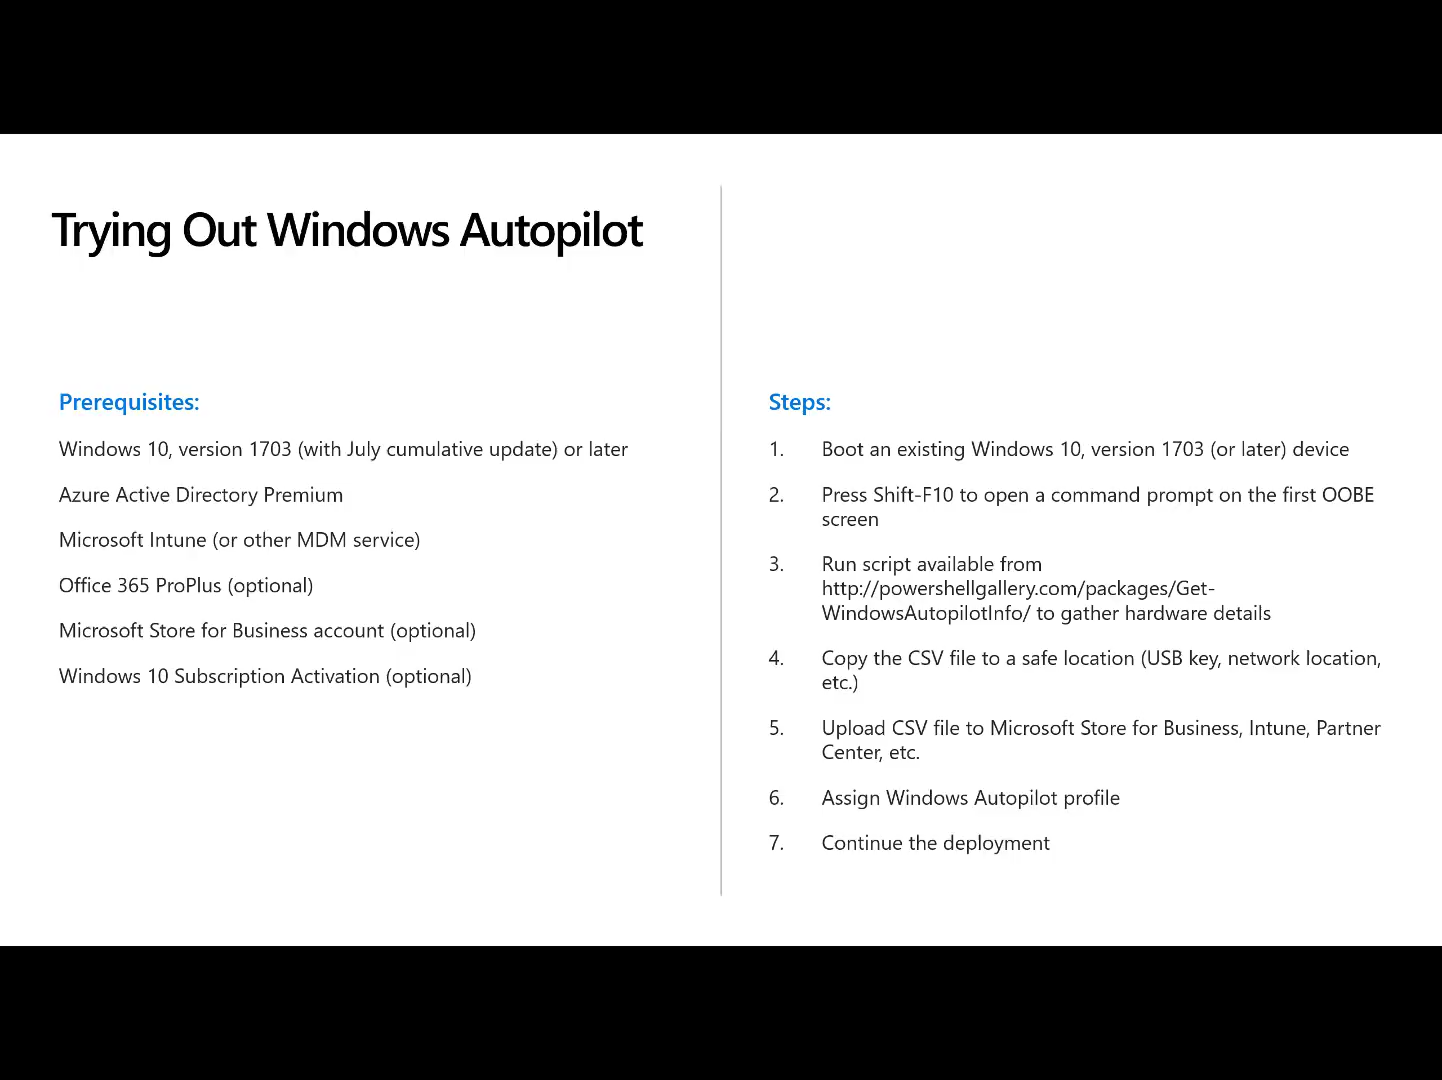 Trying Out Windows Autopilot
Prerequisites:
Windows 10, version 1703 (with July cumulative update) or later
Azure Active Directory Premium
Microsoft Intune (or other MDM service)
Office 365 ProPlus (optional)
Microsoft Store for Business account (optional)
Windows 10 Subscription Activation (optional)
Steps:
1. Boot an existing Windows 10, version 1703 (or later) device
2. Press Shift-F10 to open a command prompt on the first OOBE
screen
3. Run script available from
http://powershellgallery.com/packages/Get-
WindowsAutopilotInfo/ to gather hardware details
4. Copy the CSV file to a safe location (USB key, network location,
etc.)
5. Upload CSV file to Microsoft Store for Business, Intune, Partner
Center, etc.
6. Assign Windows Autopilot profile
7. Continue the deployment